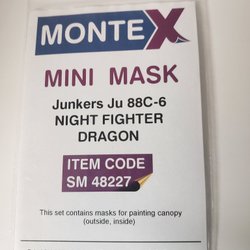 MONTEX
MINI MASK
Junkers Ju 88C-6
NIGHT FIGHTER
DRAGON
ITEM CODE
SM 48227
This set contains masks for painting canopy
(outside, inside)